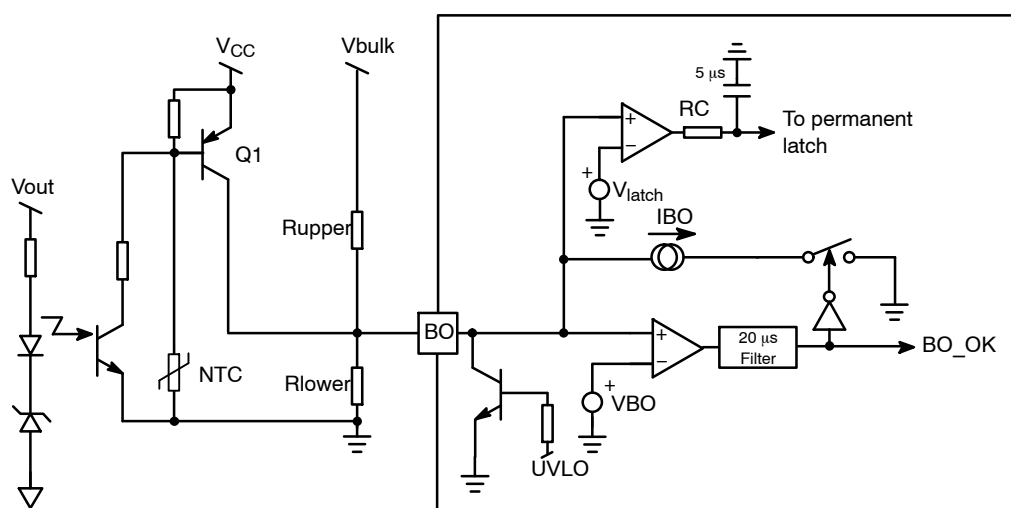 VCC
Vbulk
Q1
Vout
NTC
Rupper
Rlower
BO
5 μs
RC
To permanent
latch
+
−
+
Vlatch
IBO
+
−
20 μs
Filter
BO_OK
+
VBO
UVLO